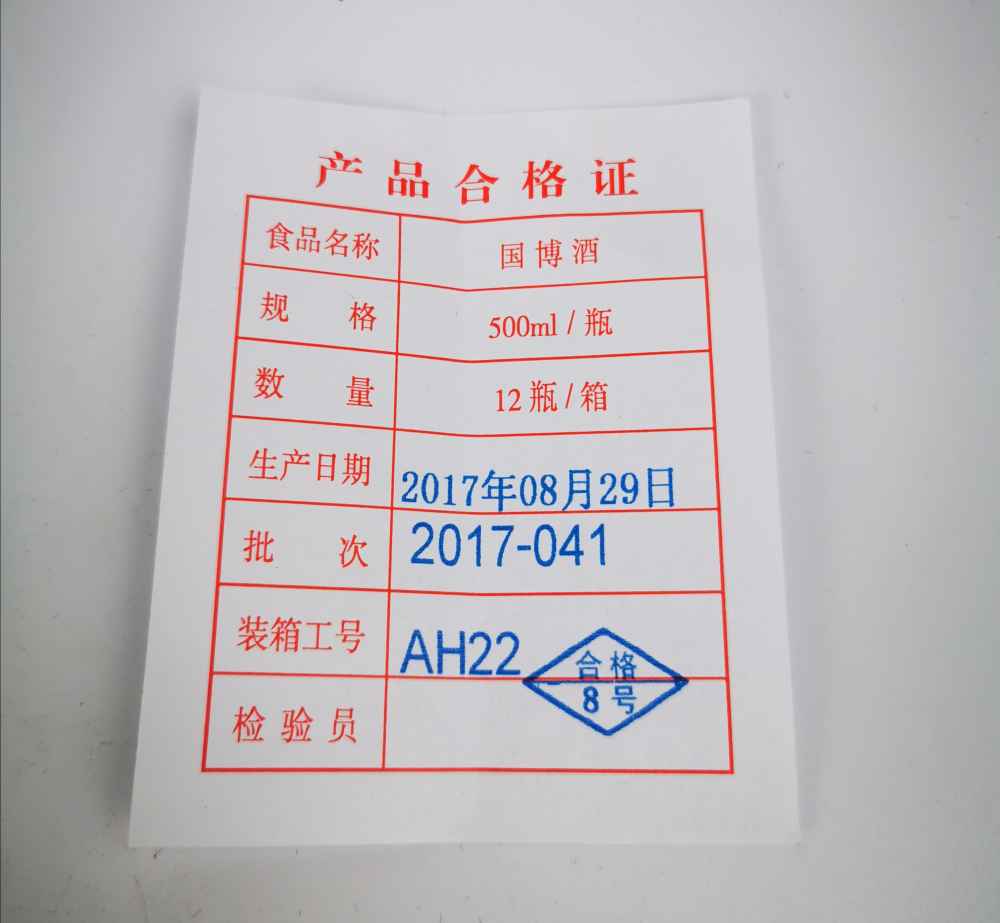 产品合格证
食品名称 国博酒
规 格 500ml / 瓶
数 量 12瓶 / 箱
生产日期 2017年08月29日
批 次 2017-041
装箱工号 AH22
合格
8号
检验员